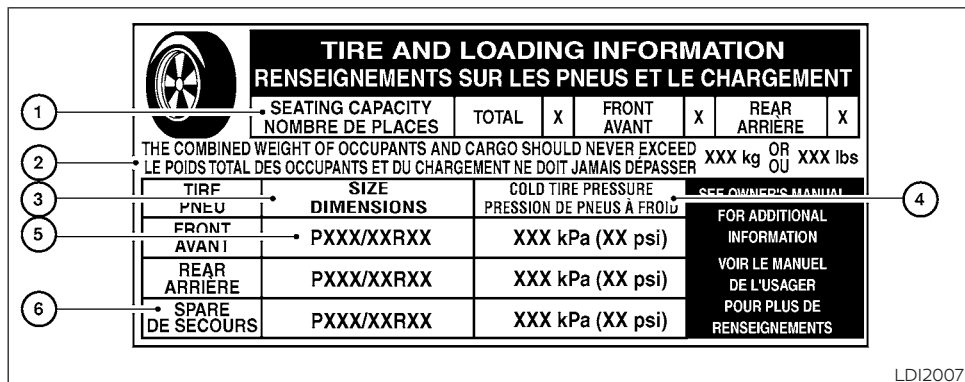 TIRE AND LOADING INFORMATION
RENSEIGNEMENTS SUR LES PNEUS ET LE CHARGEMENT
1
SEATING CAPACITY
NOMBRE DE PLACES
TOTAL X
FRONT
AVANT
X
REAR
ARRIÈRE
X
2
THE COMBINED WEIGHT OF OCCUPANTS AND CARGO SHOULD NEVER EXCEED
LE POIDS TOTAL DES OCCUPANTS ET DU CHARGEMENT NE DOIT JAMAIS DÉPASSER
XXX kg OR XXX lbs
OU
3
TIRE
PNEU
SIZE
DIMENSIONS
COLD TIRE PRESSURE
PRESSION DE PNEUS À FROID
4
5
FRONT
AVANT
PXXX/XXRXX
XXX kPa (XX psi)
REAR
ARRIÈRE
PXXX/XXRXX
XXX kPa (XX psi)
6
SPARE
DE SECOURS
PXXX/XXRXX
XXX kPa (XX psi)
SEE OWNER'S MANUAL
FOR ADDITIONAL
INFORMATION
VOIR LE MANUEL
DE L'USAGER
POUR PLUS DE
RENSEIGNEMENTS
LDI2007